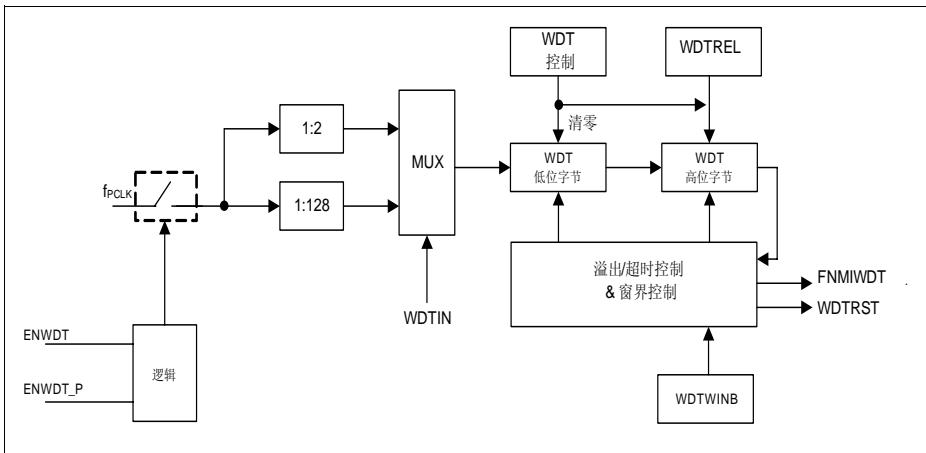 WDT
控制
WDTREL
清零
1:2
MUX
WDT
低位字节
WDT
高位字节
fPCLK
1:128
溢出/超时控制
& 窗界控制
FNMIWDT
WDTRST
WDTIN
ENWDT
逻辑
ENWDT_P
WDTWINB